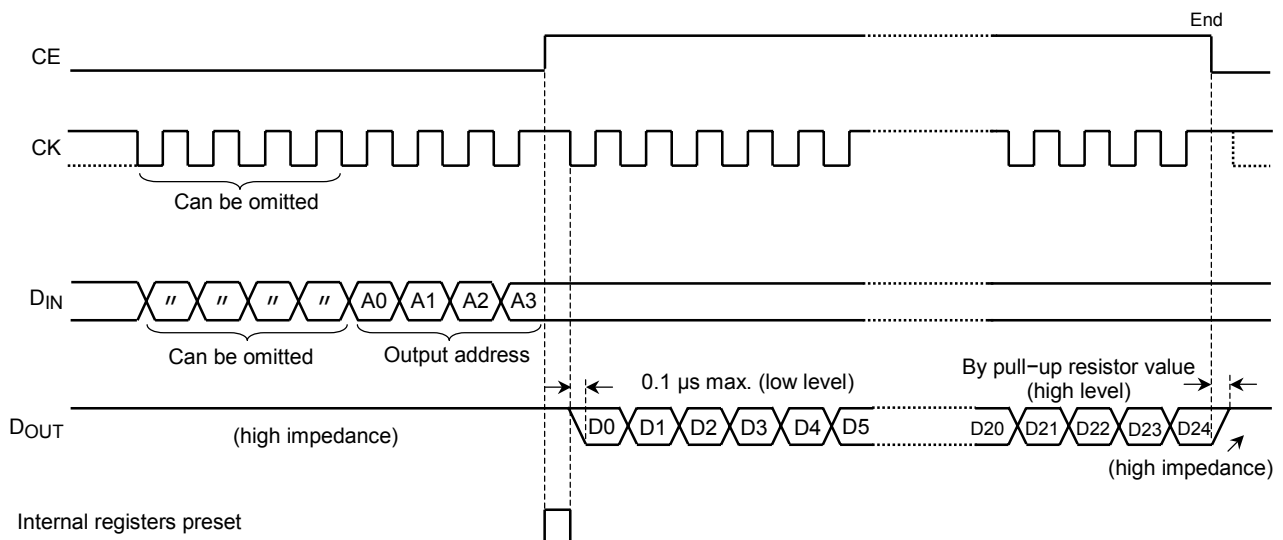 End
CE
CK
Can be omitted
DIN
〃 〃 〃 〃 A0 A1 A2 A3
Can be omitted
Output address
0.1 μs max. (low level)
By pull−up resistor value
(high level)
DOUT
(high impedance)
D0 D1 D2 D3 D4 D5 D20 D21 D22 D23 D24
(high impedance)
Internal registers preset